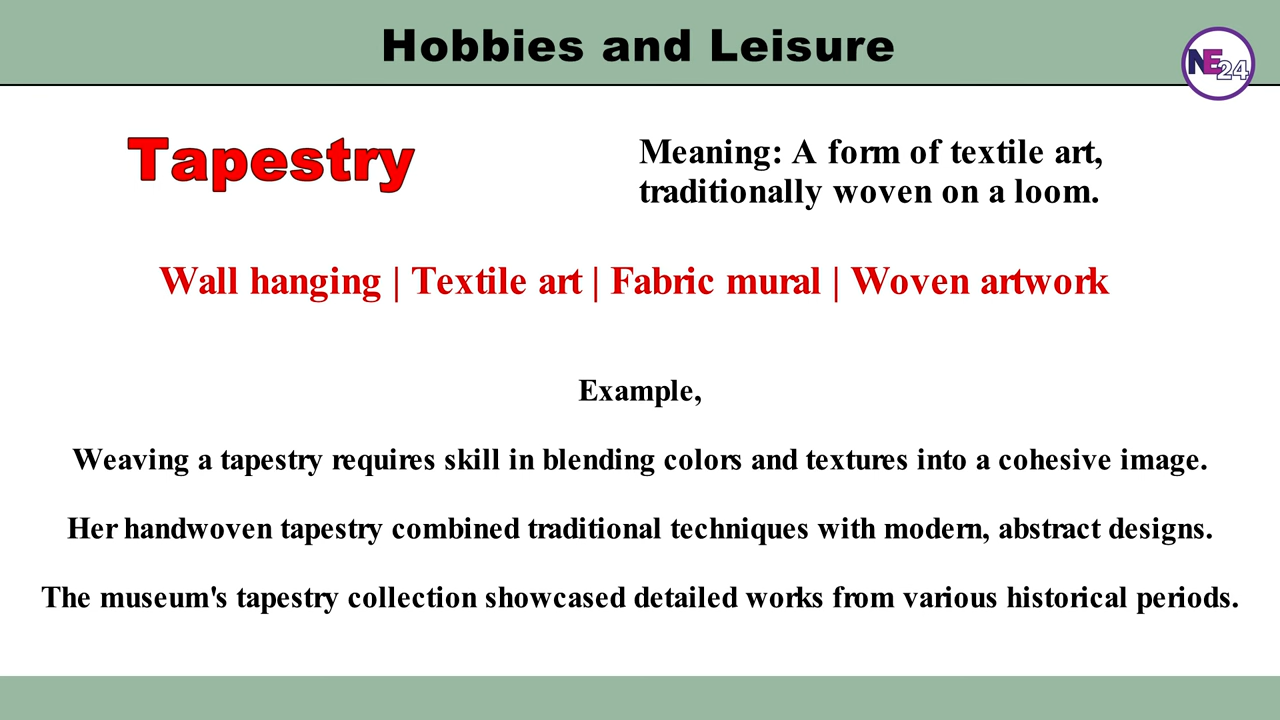 Hobbies and Leisure
NE24
Tapestry
Meaning: A form of textile art,
traditionally woven on a loom.
Wall hanging | Textile art | Fabric mural | Woven artwork
Example,
Weaving a tapestry requires skill in blending colors and textures into a cohesive image.
Her handwoven tapestry combined traditional techniques with modern, abstract designs.
The museum's tapestry collection showcased detailed works from various historical periods.